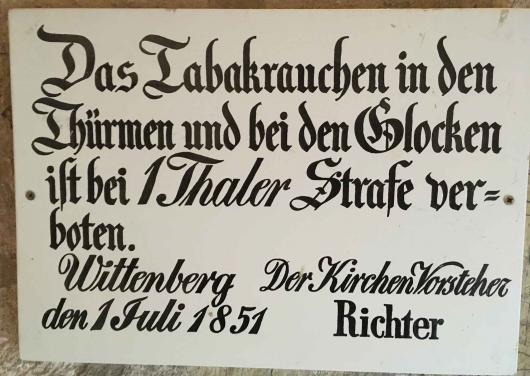 Das Tabakrauchen in den
Thürmen und bei den Glocken
ist bei 1 Thaler Strafe ver=
boten.
Wittenberg Der Kirchen Vorsteher
den 1 Juli 1851 Richter